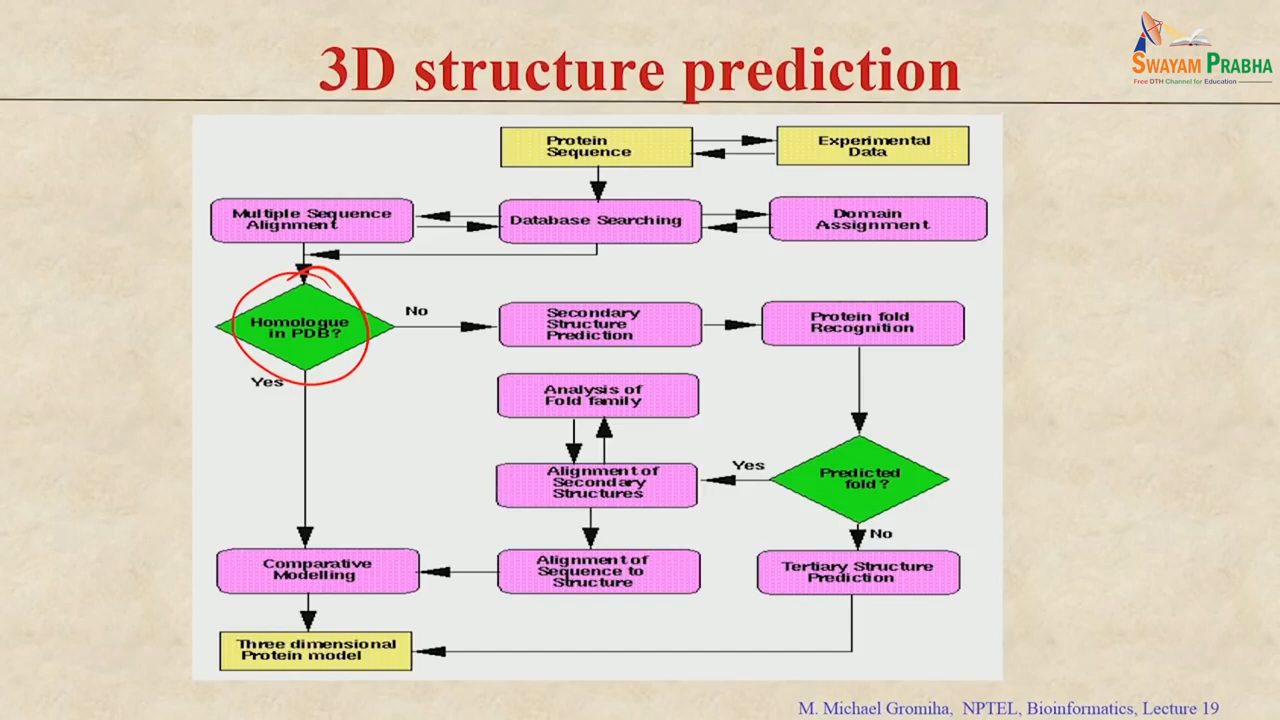 3D structure prediction
SWAYAM PRABHA
Free DTH Channel for Education
Protein
Sequence
Experimental
Data
Multiple Sequence
Alignment
Database Searching
Domain
Assignment
Homologue
in PDB?
No
Secondary
Structure
Prediction
Protein fold
Recognition
Yes
Analysis of
Fold family
Alignment of
Secondary
Structures
Yes
Predicted
fold?
No
Comparative
Modelling
Alignment of
Sequence to
Structure
Tertiary Structure
Prediction
Three dimensional
Protein model
M. Michael Gromiha, NPTEL, Bioinformatics, Lecture 19